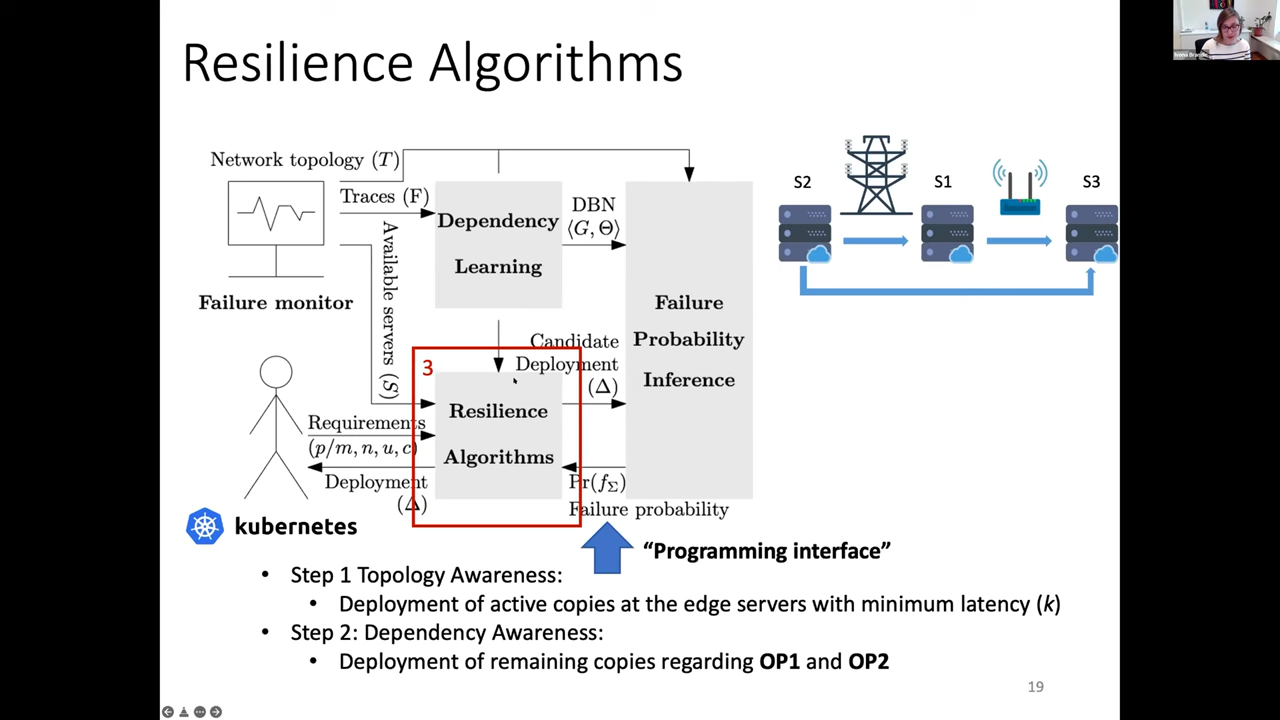 Resilience Algorithms
Network topology (T)
Traces (F)
Available servers (S)
Failure monitor
Dependency
Learning
DBN
⟨G, Θ⟩
Failure
Probability
Inference
Candidate
Deployment
(Δ)
3
Resilience
Algorithms
Requirements
(p/m, n, u, c)
Deployment
(Δ)
Pr(fΣ)
Failure probability
kubernetes
"Programming interface"
S2
S1
S3
• Step 1 Topology Awareness:
• Deployment of active copies at the edge servers with minimum latency (k)
• Step 2: Dependency Awareness:
• Deployment of remaining copies regarding OP1 and OP2
19